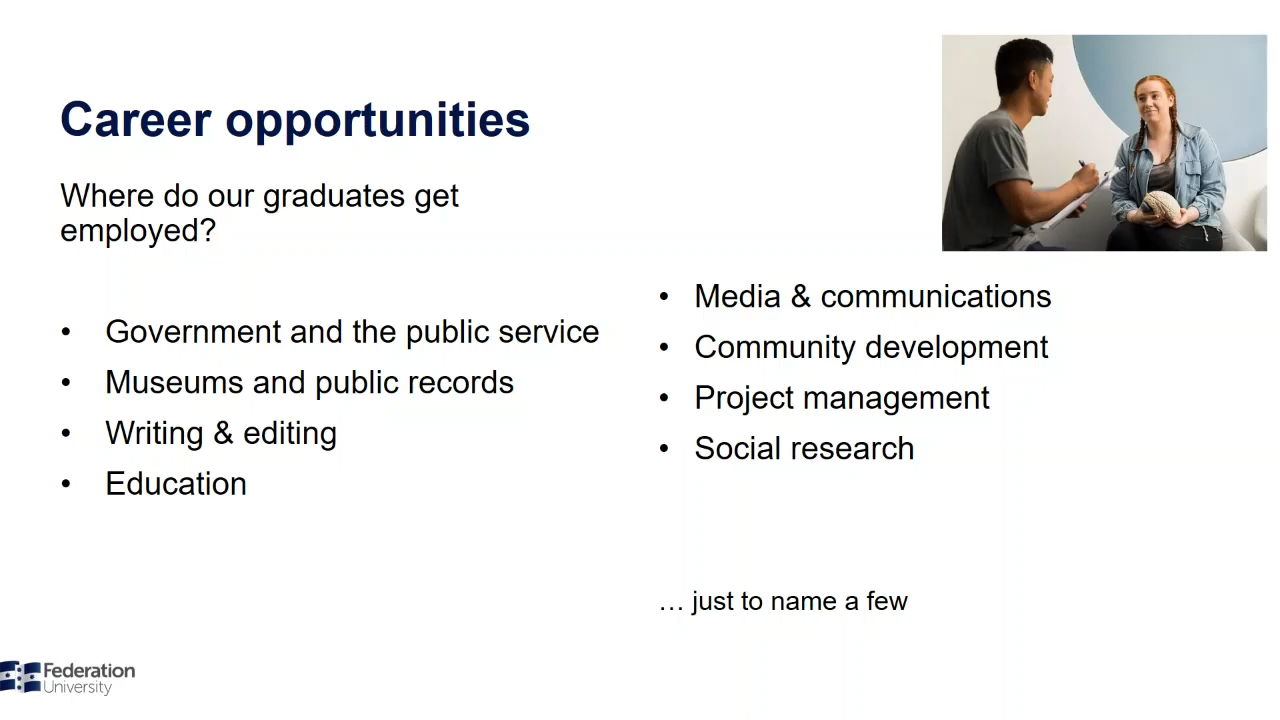 Career opportunities
Where do our graduates get
employed?
• Government and the public service
• Museums and public records
• Writing & editing
• Education
• Media & communications
• Community development
• Project management
• Social research
… just to name a few
Federation
University